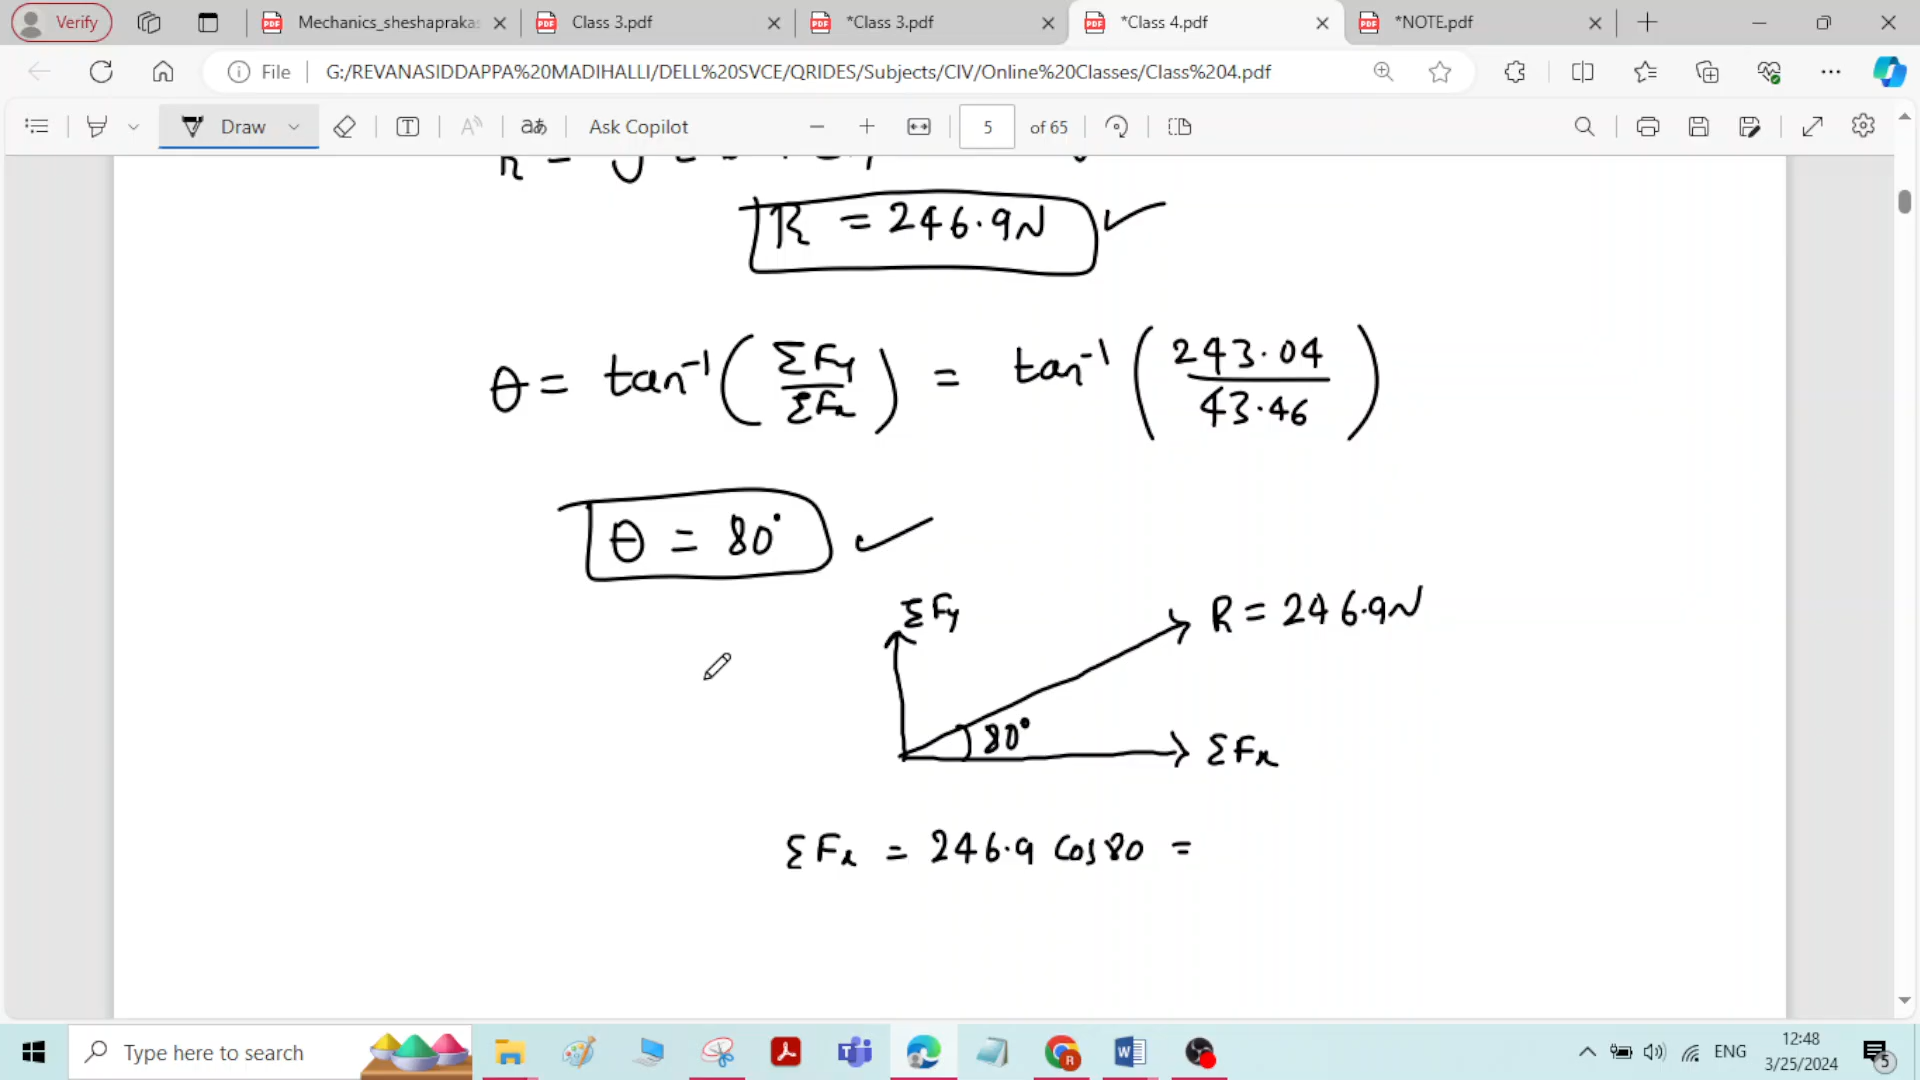 Verify
Mechanics_sheshapraka
Class 3.pdf
*Class 3.pdf
*Class 4.pdf
*NOTE.pdf
File
G:/REVANASIDDAPPA%20MADIHALLI/DELL%20SVCE/QRIDES/Subjects/CIV/Online%20Classes/Class%204.pdf
Draw
Ask Copilot
5 of 65
R = 246.9N
θ = tan⁻¹ ( ΣFy / ΣFx ) = tan⁻¹ ( 243.04 / 43.46 )
θ = 80°
ΣFy
R = 246.9N
80°
ΣFx
ΣFx = 246.9 Cos80 =
Type here to search
ENG
12:48
3/25/2024
5